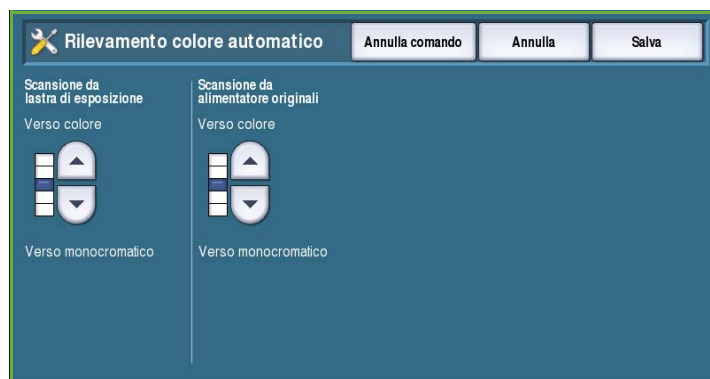 Rilevamento colore automatico
Annulla comando
Annulla
Salva
Scansione da
lastra di esposizione
Verso colore
Verso monocromatico
Scansione da
alimentatore originali
Verso colore
Verso monocromatico